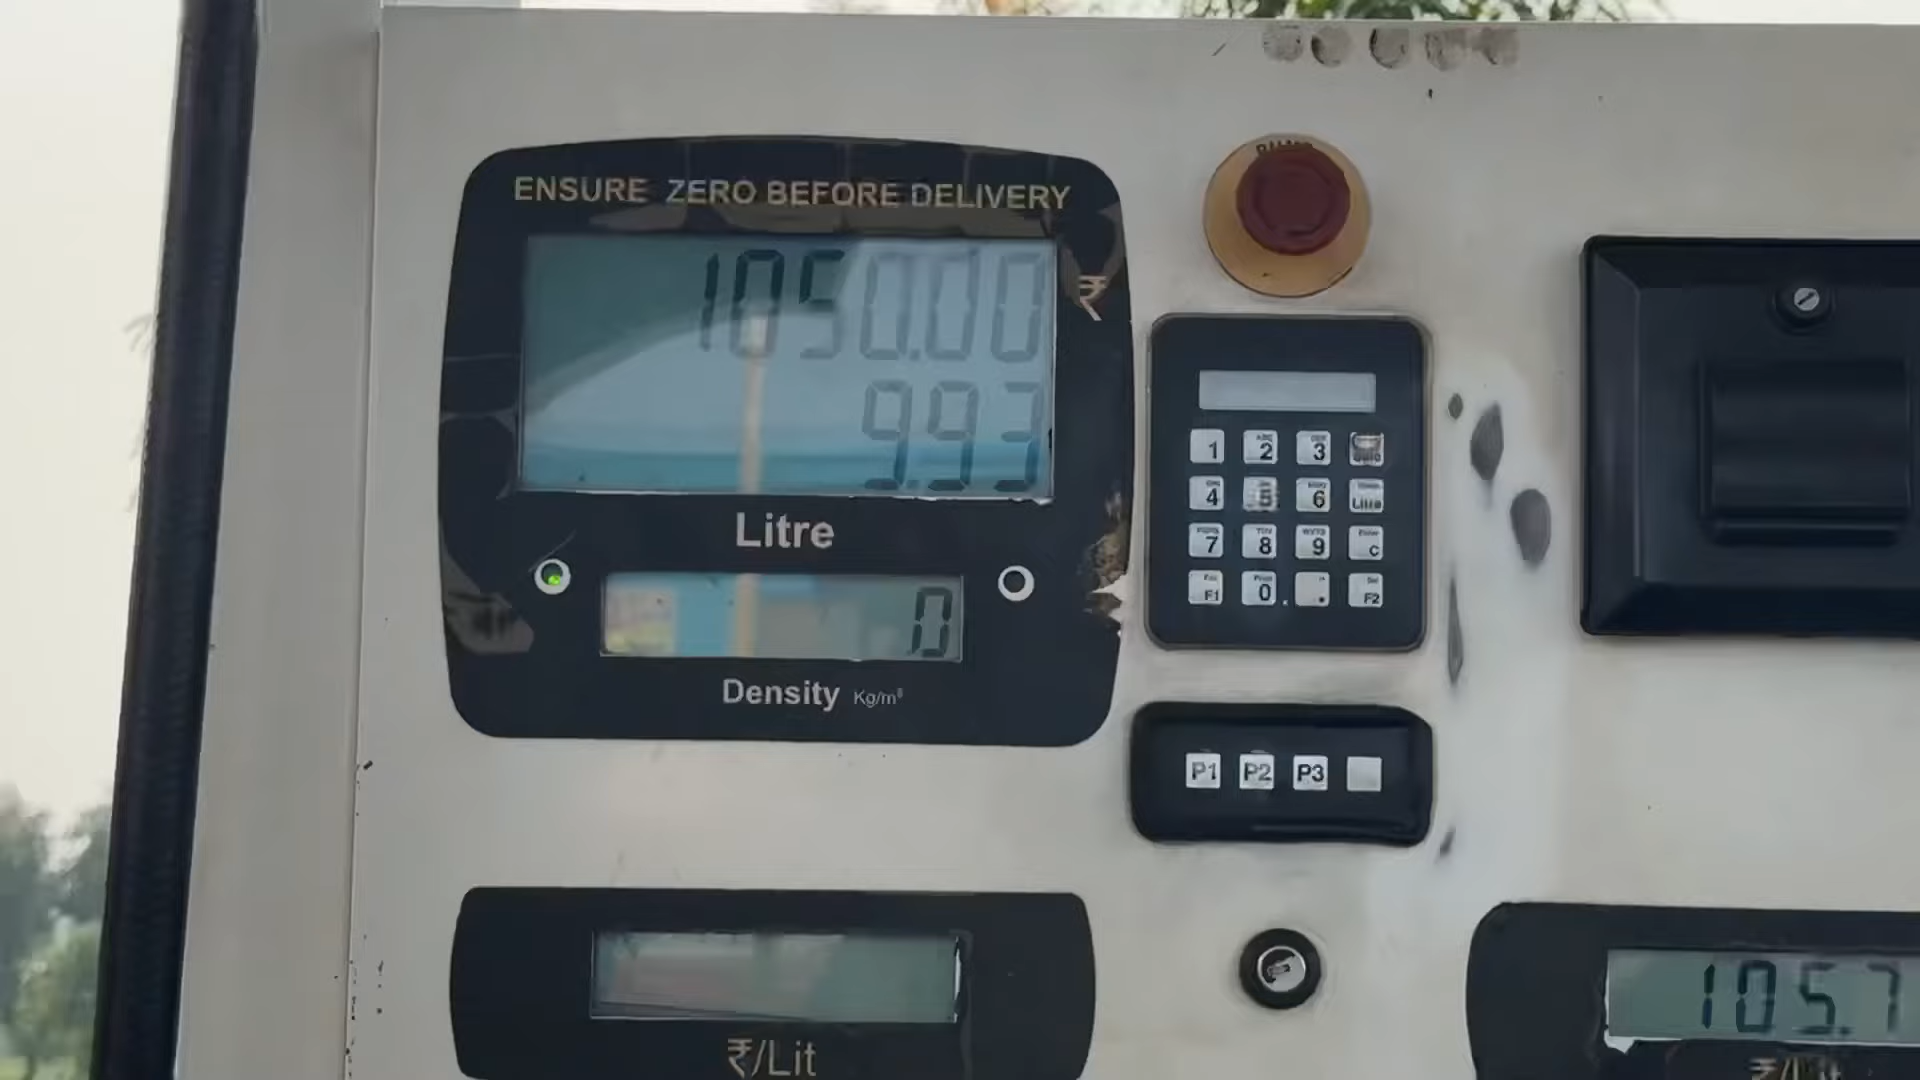 ENSURE ZERO BEFORE DELIVERY
1050.00 ₹
9.93
Litre
0
Density Kg/m³
1 2 3
4 5 6 Litre
7 8 9 C
F1 0 . F2
P1 P2 P3
₹/Lit
105.7